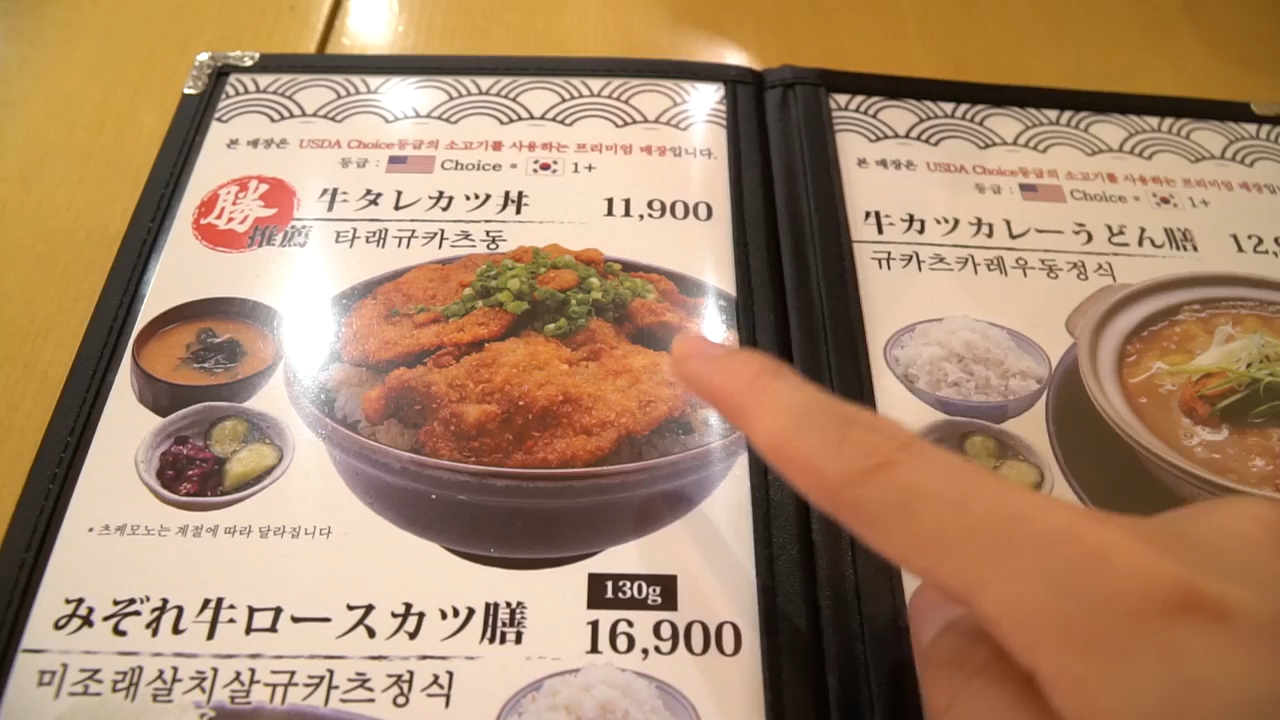 본 매장은 USDA Choice등급의 소고기를 사용하는 프리미엄 매장입니다.
등급 : Choice = 1+
勝
推薦
牛タレカツ丼 11,900
타래규카츠동
* 츠케모노는 계절에 따라 달라집니다
130g
みぞれ牛ロースカツ膳 16,900
미조래살치살규카츠정식
본 매장은 USDA Choice등급의 소고기를 사용하는 프리미엄 매장입
등급 : Choice = 1+
牛カツカレーうどん膳 12,9
규카츠카레우동정식